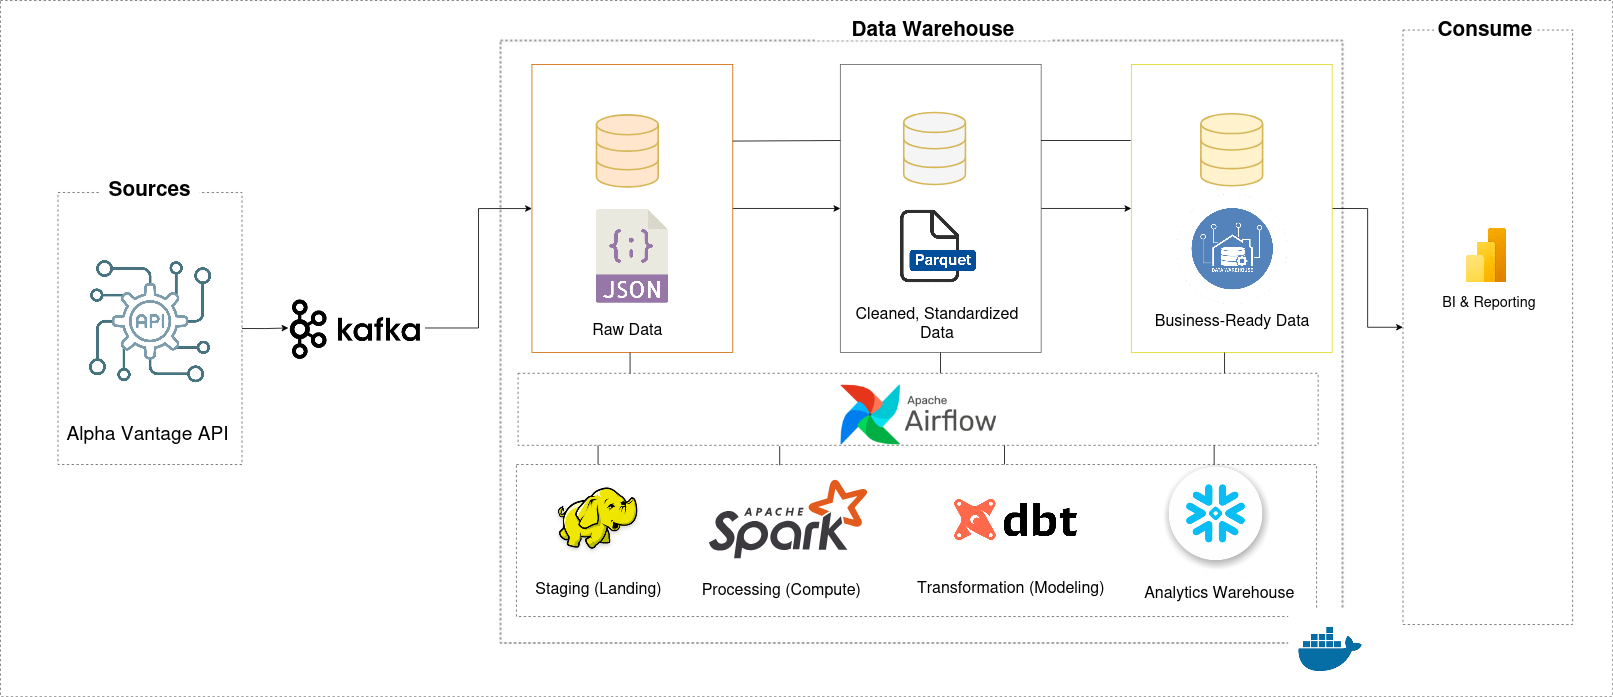 Data Warehouse
Consume
Sources
API
Alpha Vantage API
kafka
{;}
JSON
Raw Data
Parquet
Cleaned, Standardized
Data
DATA WAREHOUSE
Business-Ready Data
BI & Reporting
Apache
Airflow
Staging (Landing)
APACHE
Spark
Processing (Compute)
dbt
Transformation (Modeling)
Analytics Warehouse